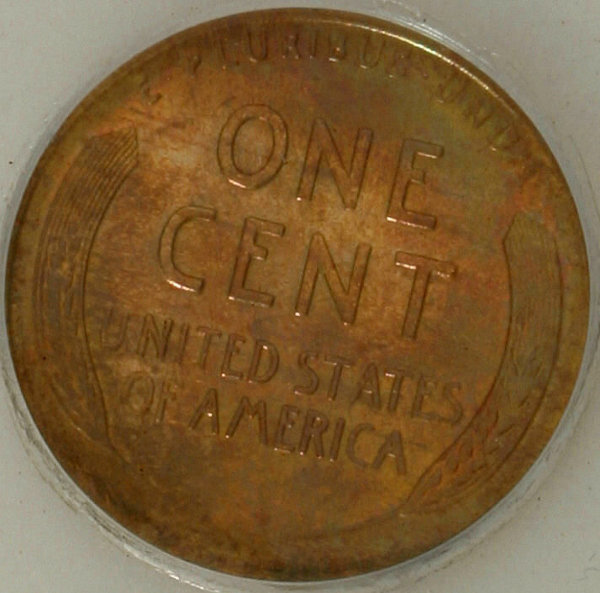 E PLURIBUS UNUM
ONE
CENT
UNITED STATES
OF AMERICA